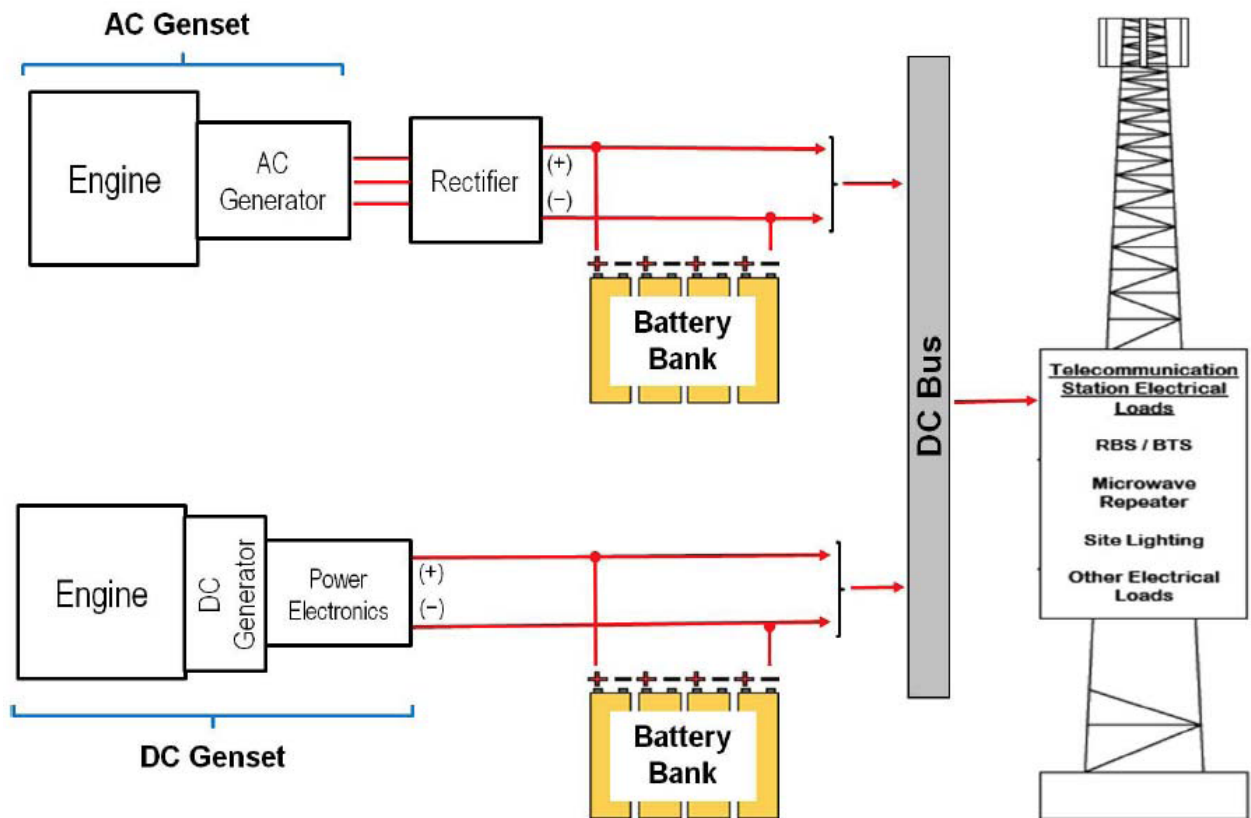 AC Genset
Engine
AC
Generator
Rectifier
(+)
(−)
+ − + − + − + −
Battery
Bank
DC Genset
Engine
DC
Generator
Power
Electronics
(+)
(−)
+ − + − + − + −
Battery
Bank
DC Bus
Telecommunication
Station Electrical
Loads
RBS / BTS
Microwave
Repeater
Site Lighting
Other Electrical
Loads